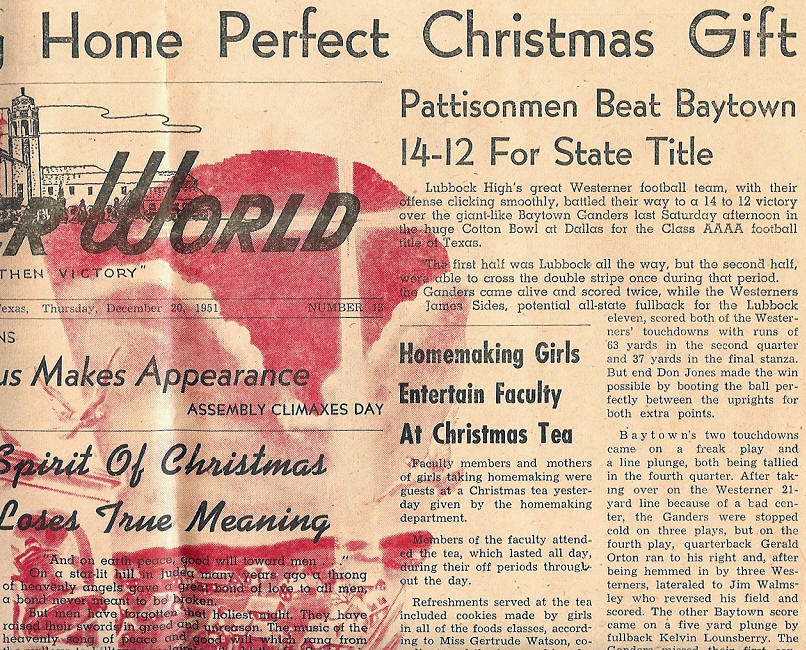 Home Perfect Christmas Gift
WORLD
THEN VICTORY"
Texas, Thursday, December 20, 1951 NUMBER 13
NS
us Makes Appearance
ASSEMBLY CLIMAXES DAY
Spirit Of Christmas
Loses True Meaning
"And on earth peace, good will toward men . . ."
On a star-lit hill in Judea many years ago a throng
of heavenly angels gave a great bond of love to all men,
a bond never meant to be broken.
But men have forgotten that holiest night. They have
raised their swords in greed and unreason. The music of the
heavenly song of peace and good will which rang from
Pattisonmen Beat Baytown
14-12 For State Title
Lubbock High's great Westerner football team, with their
offense clicking smoothly, battled their way to a 14 to 12 victory
over the giant-like Baytown Ganders last Saturday afternoon in
the huge Cotton Bowl at Dallas for the Class AAAA football
title of Texas.
The first half was Lubbock all the way, but the second half,
were able to cross the double stripe once during that period.
the Ganders came alive and scored twice, while the Westerners
James Sides, potential all-state fullback for the Lubbock
eleven, scored both of the Wester-
ners' touchdowns with runs of
63 yards in the second quarter
and 37 yards in the final stanza.
But end Don Jones made the win
possible by booting the ball per-
fectly between the uprights for
both extra points.
Baytown's two touchdowns
came on a freak play and
a line plunge, both being tallied
in the fourth quarter. After tak-
ing over on the Westerner 21-
yard line because of a bad cen-
ter, the Ganders were stopped
cold on three plays, but on the
fourth play, quarterback Gerald
Orton ran to his right and, after
being hemmed in by three Wes-
terners, lateraled to Jim Walms-
ley who reversed his field and
scored. The other Baytown score
came on a five yard plunge by
fullback Kelvin Lounsberry. The
Homemaking Girls
Entertain Faculty
At Christmas Tea
Faculty members and mothers
of girls taking homemaking were
guests at a Christmas tea yester-
day given by the homemaking
department.
Members of the faculty attend-
ed the tea, which lasted all day,
during their off periods through-
out the day.
Refreshments served at the tea
included cookies made by girls
in all of the foods classes, accord-
ing to Miss Gertrude Watson, co-